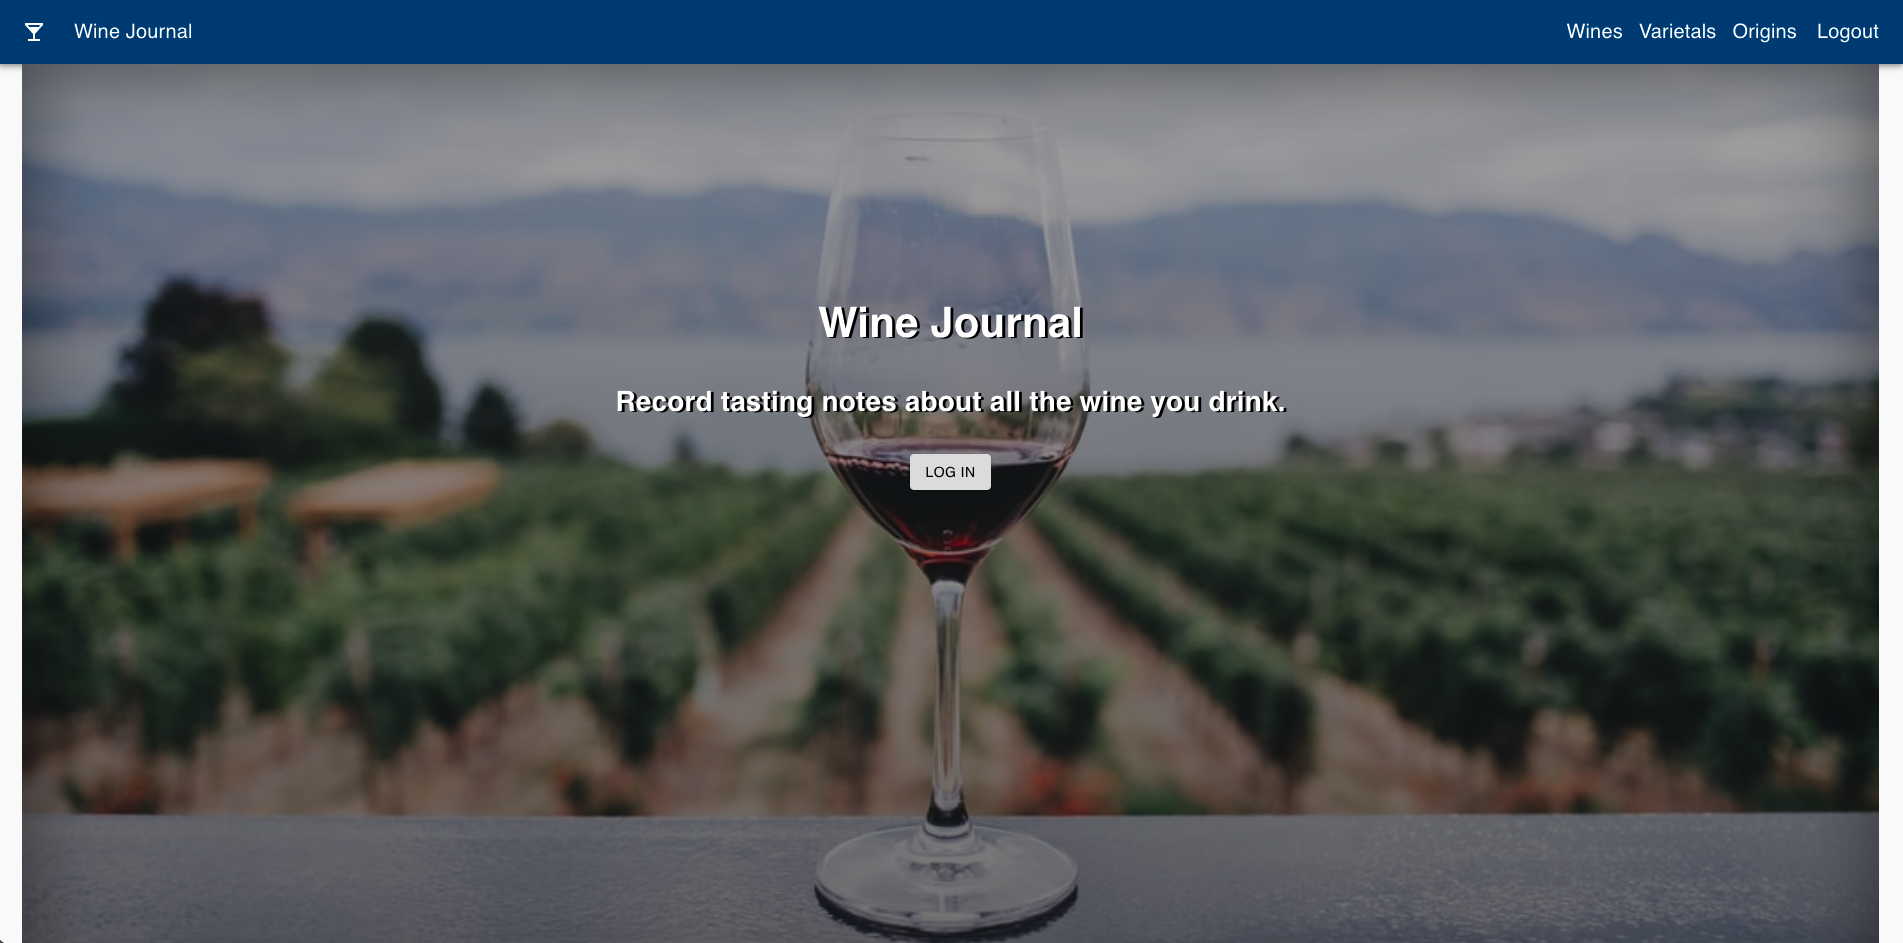 Wine Journal
Wines Varietals Origins Logout
Wine Journal
Record tasting notes about all the wine you drink.
LOG IN